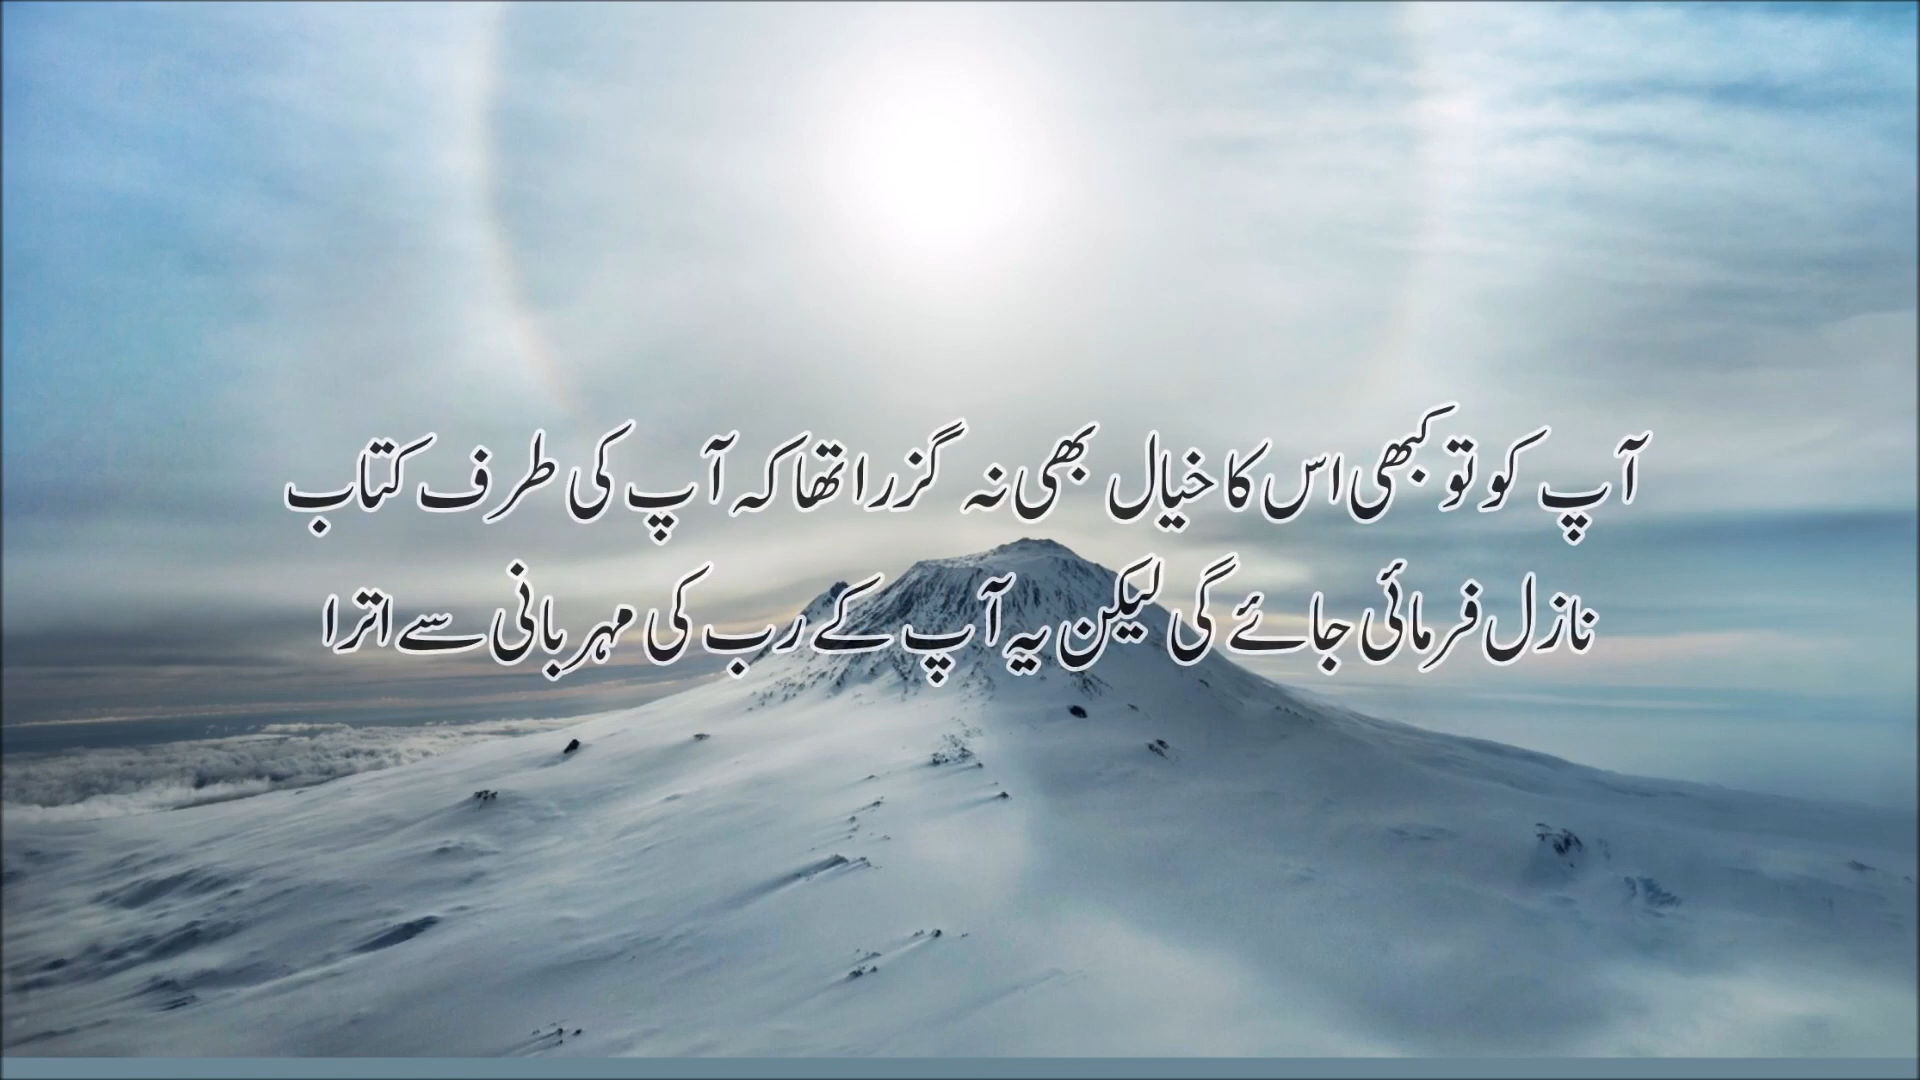 آپ کو تو کبھی اس کا خیال بھی نہ گزرا تھا کہ آپ کی طرف کتاب
نازل فرمائی جائے گی لیکن یہ آپ کے رب کی مہربانی سے اترا